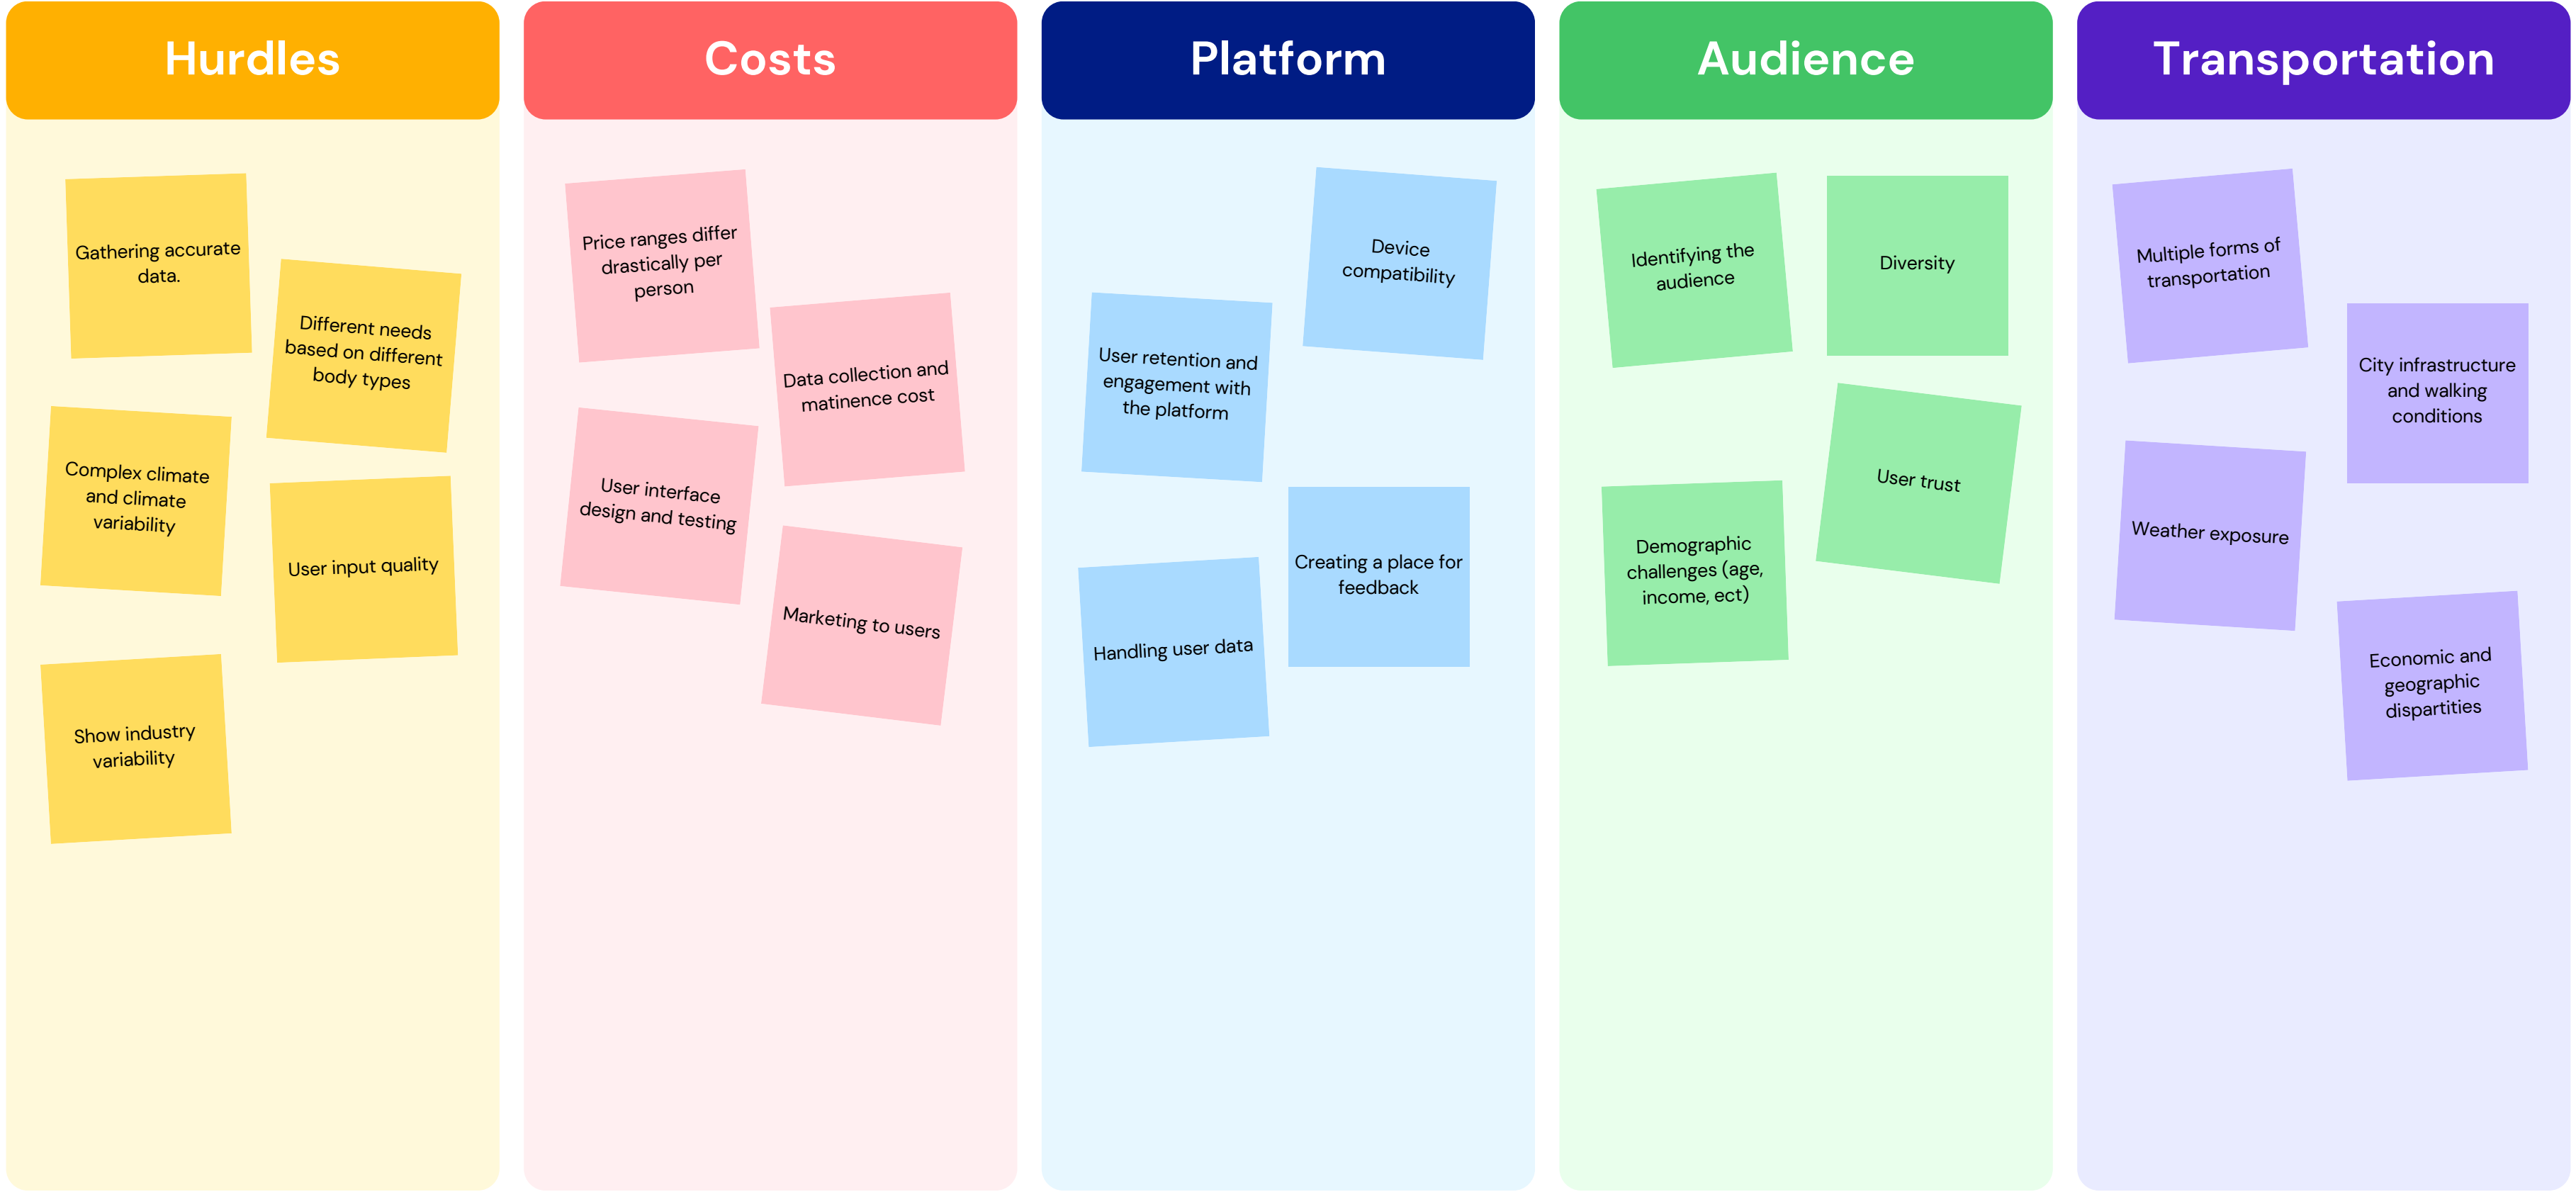 Hurdles
Gathering accurate
data.
Different needs
based on different
body types
Complex climate
and climate
variability
User input quality
Show industry
variability
Costs
Price ranges differ
drastically per
person
Data collection and
matinence cost
User interface
design and testing
Marketing to users
Platform
Device
compatibility
User retention and
engagement with
the platform
Creating a place for
feedback
Handling user data
Audience
Identifying the
audience
Diversity
User trust
Demographic
challenges (age,
income, ect)
Transportation
Multiple forms of
transportation
City infrastructure
and walking
conditions
Weather exposure
Economic and
geographic
dispartities